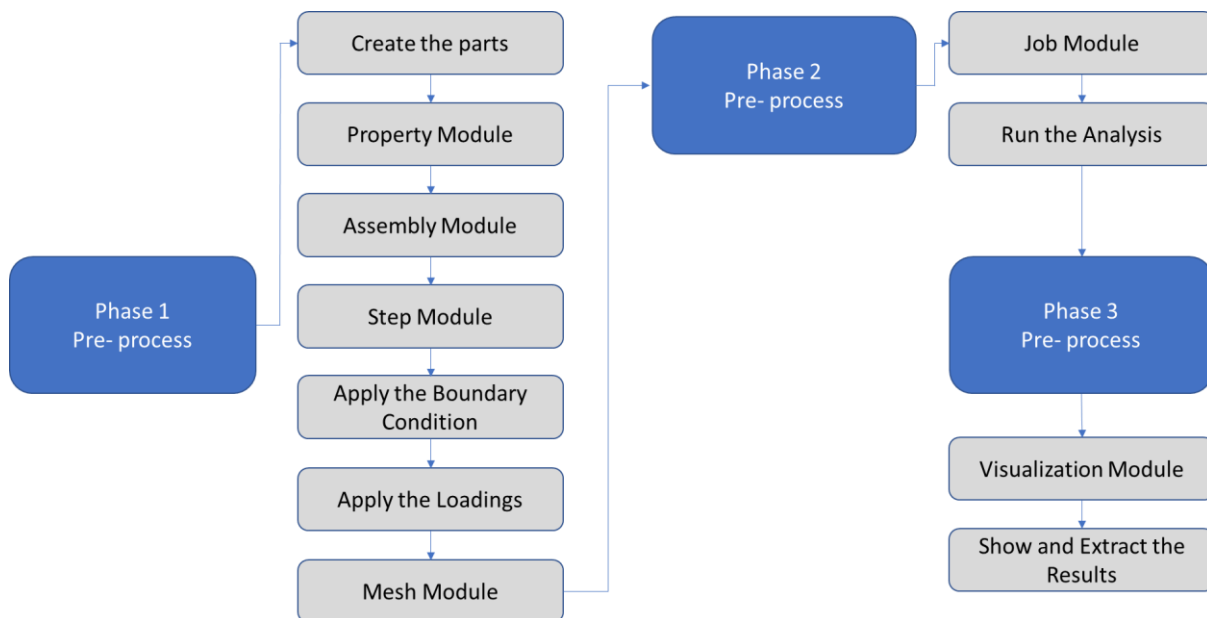 Phase 1
Pre- process
Create the parts
Property Module
Assembly Module
Step Module
Apply the Boundary
Condition
Apply the Loadings
Mesh Module
Phase 2
Pre- process
Job Module
Run the Analysis
Phase 3
Pre- process
Visualization Module
Show and Extract the
Results